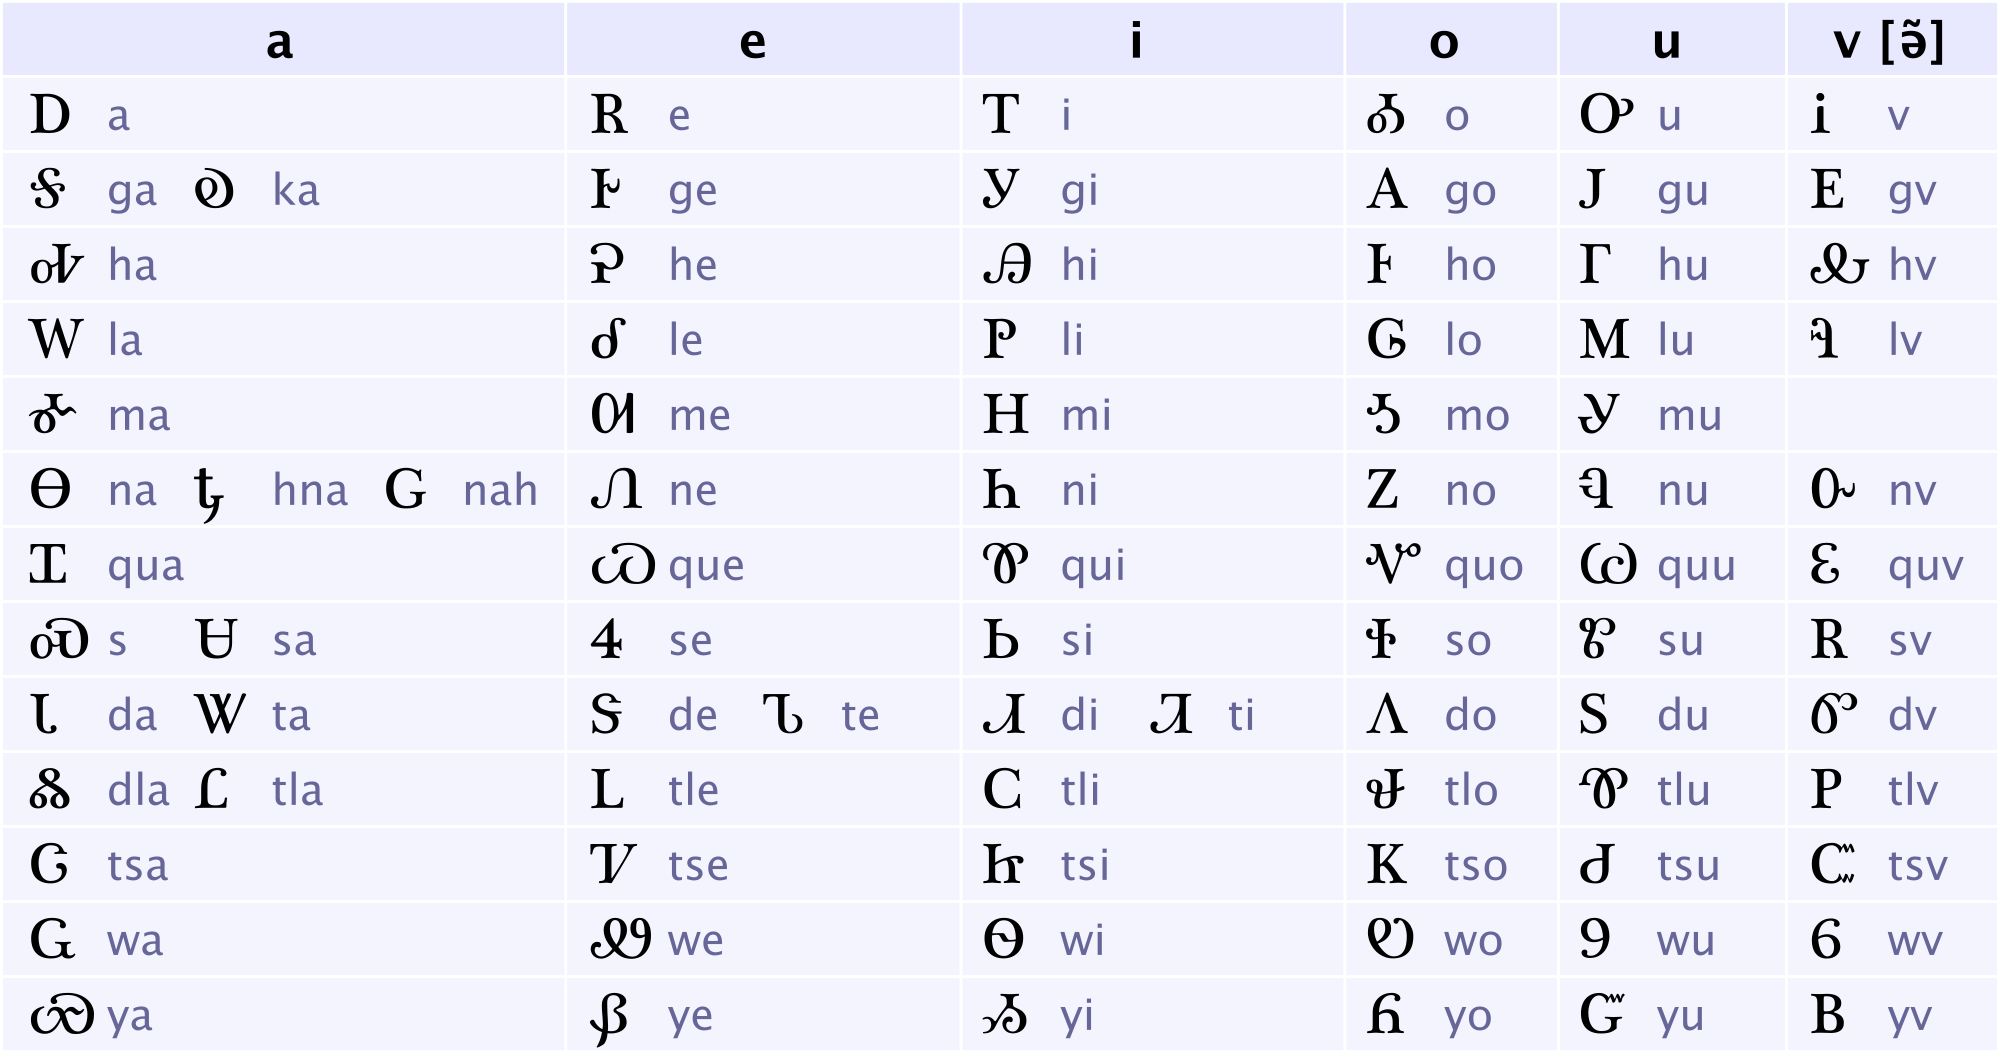 a e i o u v [ə̃]
Ꭰ a Ꭱ e Ꭲ i Ꭳ o Ꭴ u Ꭵ v
Ꭶ ga Ꭷ ka Ꭸ ge Ꭹ gi Ꭺ go Ꭻ gu Ꭼ gv
Ꭽ ha Ꭾ he Ꭿ hi Ꮀ ho Ꮁ hu Ꮂ hv
Ꮃ la Ꮄ le Ꮅ li Ꮆ lo Ꮇ lu Ꮈ lv
Ꮉ ma Ꮊ me Ꮋ mi Ꮌ mo Ꮍ mu
Ꮎ na Ꮏ hna Ꮐ nah Ꮑ ne Ꮒ ni Ꮓ no Ꮔ nu Ꮕ nv
Ꮖ qua Ꮗ que Ꮘ qui Ꮙ quo Ꮚ quu Ꮛ quv
Ꮝ s Ꮜ sa Ꮞ se Ꮟ si Ꮠ so Ꮡ su Ꮢ sv
Ꮣ da Ꮤ ta Ꮥ de Ꮦ te Ꮧ di Ꮨ ti Ꮩ do Ꮪ du Ꮫ dv
Ꮬ dla Ꮭ tla Ꮮ tle Ꮯ tli Ꮰ tlo Ꮱ tlu Ꮲ tlv
Ꮳ tsa Ꮴ tse Ꮵ tsi Ꮶ tso Ꮷ tsu Ꮸ tsv
Ꮹ wa Ꮺ we Ꮻ wi Ꮼ wo Ꮽ wu Ꮾ wv
Ꮿ ya Ᏸ ye Ᏹ yi Ᏺ yo Ᏻ yu Ᏼ yv